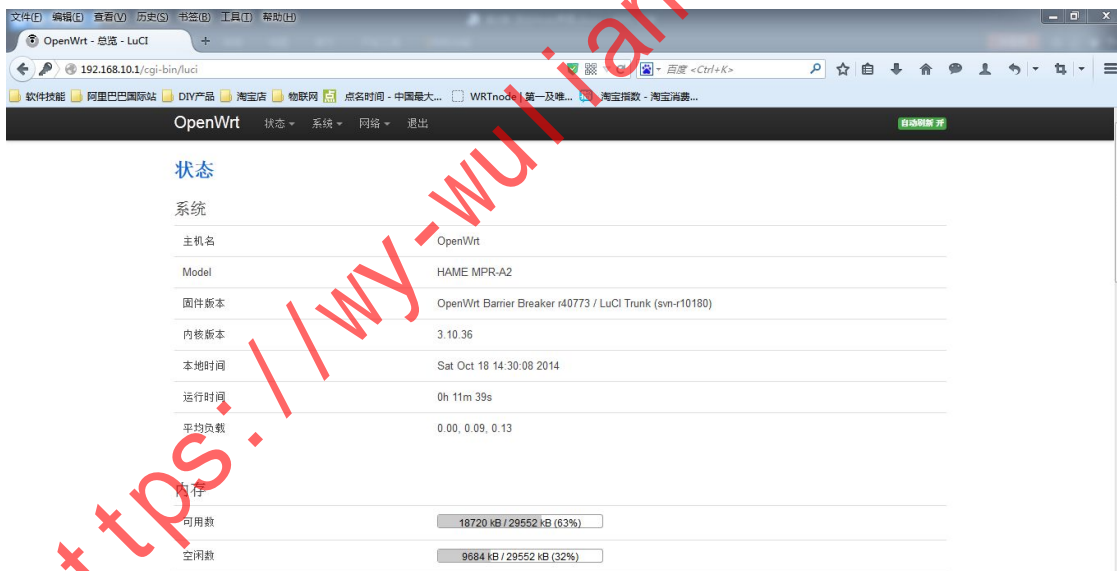 文件(F) 编辑(E) 查看(V) 历史(S) 书签(B) 工具(T) 帮助(H)
OpenWrt - 总览 - LuCI +
192.168.10.1/cgi-bin/luci 百度 <Ctrl+K>
软件技能 阿里巴巴国际站 DIY产品 淘宝店 物联网 点 点名时间 - 中国最大... WRTnode | 第一及唯... 淘宝指数 - 淘宝消费...
OpenWrt 状态 系统 网络 退出 自动刷新 开
状态
系统
主机名 OpenWrt
Model HAME MPR-A2
固件版本 OpenWrt Barrier Breaker r40773 / LuCI Trunk (svn-r10180)
内核版本 3.10.36
本地时间 Sat Oct 18 14:30:08 2014
运行时间 0h 11m 39s
平均负载 0.00, 0.09, 0.13
内存
可用数 18720 kB / 29552 kB (63%)
空闲数 9684 kB / 29552 kB (32%)
ttps://wy-wulian